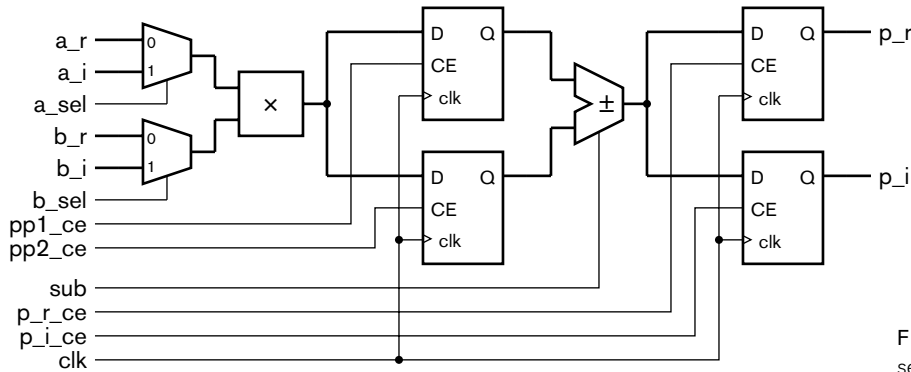 a_r
a_i
a_sel
b_r
b_i
b_sel
pp1_ce
pp2_ce
sub
p_r_ce
p_i_ce
clk
0
1
0
1
×
D Q
CE
clk
D Q
CE
clk
±
D Q
CE
clk
D Q
CE
clk
p_r
p_i
F
se